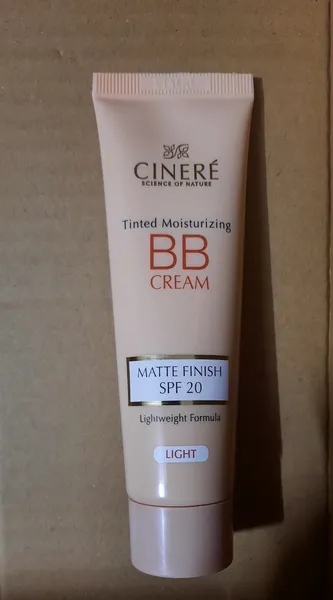 CINERÉ
SCIENCE OF NATURE
Tinted Moisturizing
BB
CREAM
MATTE FINISH
SPF 20
Lightweight Formula
LIGHT